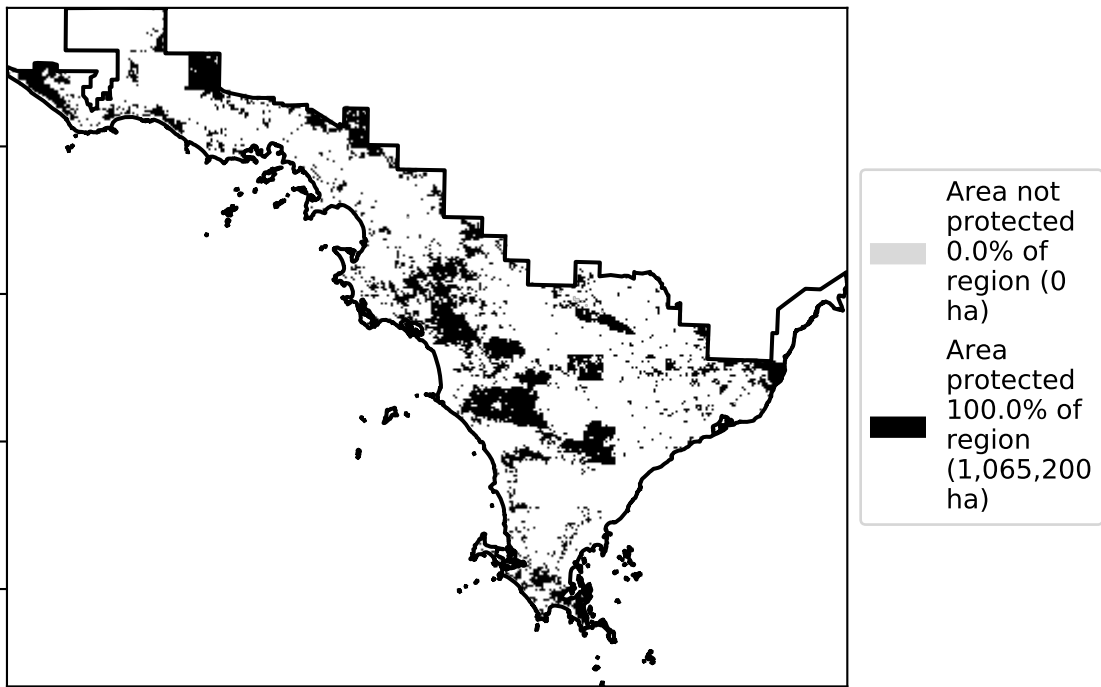 Area not
protected
0.0% of
region (0
ha)
Area
protected
100.0% of
region
(1,065,200
ha)